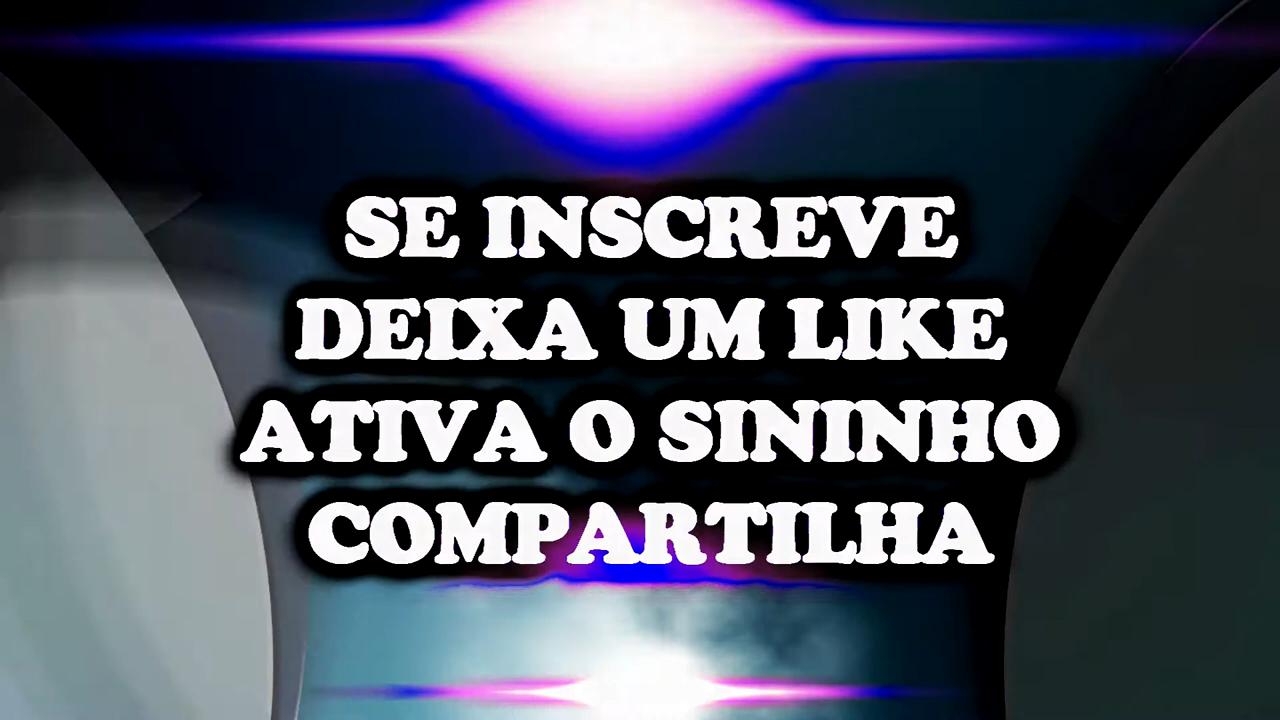 SE INSCREVE
DEIXA UM LIKE
ATIVA O SININHO
COMPARTILHA